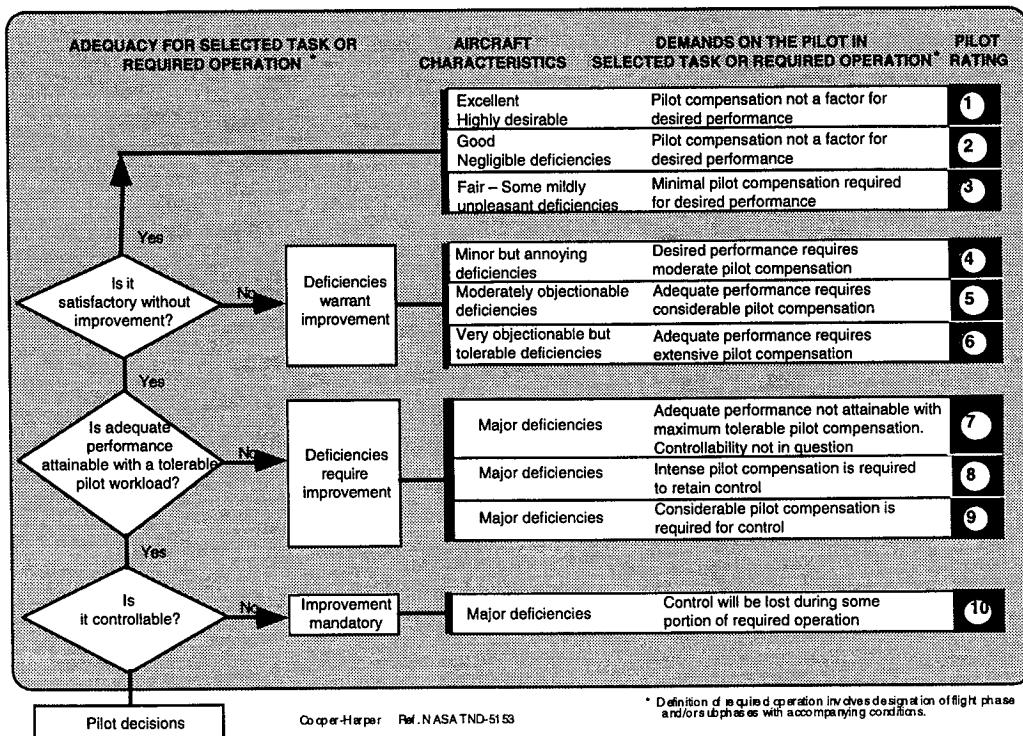 ADEQUACY FOR SELECTED TASK OR
REQUIRED OPERATION *
AIRCRAFT
CHARACTERISTICS
DEMANDS ON THE PILOT IN
SELECTED TASK OR REQUIRED OPERATION*
PILOT
RATING
Excellent
Highly desirable
Pilot compensation not a factor for
desired performance
1
Good
Negligible deficiencies
Pilot compensation not a factor for
desired performance
2
Fair – Some mildly
unpleasant deficiencies
Minimal pilot compensation required
for desired performance
3
Yes
Is it
satisfactory without
improvement?
No
Deficiencies
warrant
improvement
Minor but annoying
deficiencies
Desired performance requires
moderate pilot compensation
4
Moderately objectionable
deficiencies
Adequate performance requires
considerable pilot compensation
5
Very objectionable but
tolerable deficiencies
Adequate performance requires
extensive pilot compensation
6
Yes
Is adequate
performance
attainable with a tolerable
pilot workload?
No
Deficiencies
require
improvement
Major deficiencies
Adequate performance not attainable with
maximum tolerable pilot compensation.
Controllability not in question
7
Major deficiencies
Intense pilot compensation is required
to retain control
8
Major deficiencies
Considerable pilot compensation is
required for control
9
Yes
Is
it controllable?
No
Improvement
mandatory
Major deficiencies
Control will be lost during some
portion of required operation
10
Pilot decisions
Cooper-Harper Ref. NASA TND-5153
* Definition of required operation involves designation of flight phase
and/or subphases with accompanying conditions.